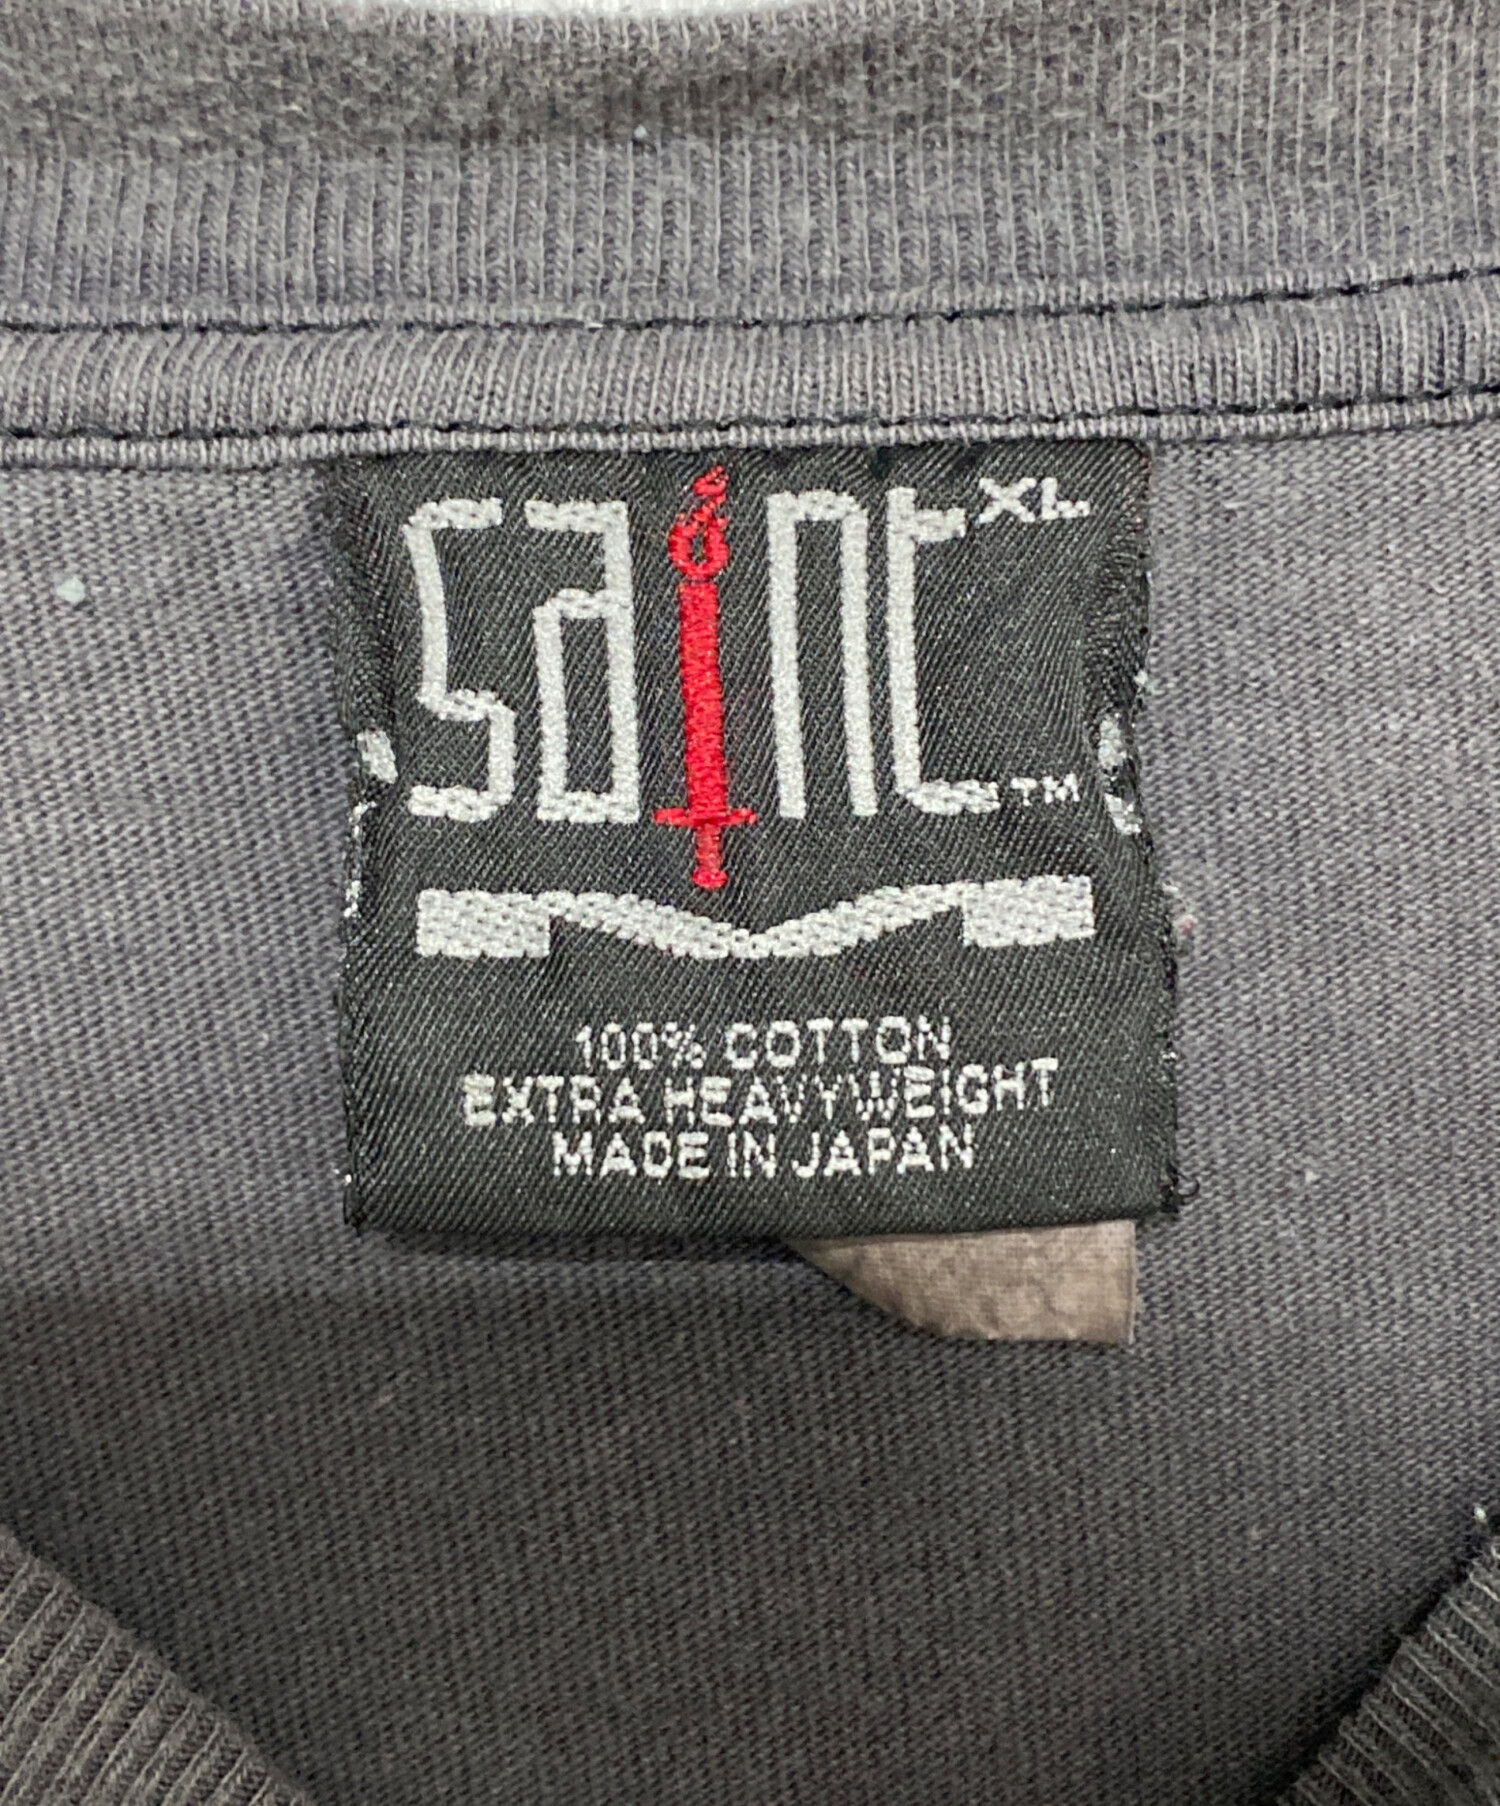 saint XL
TM
100% COTTON
EXTRA HEAVYWEIGHT
MADE IN JAPAN